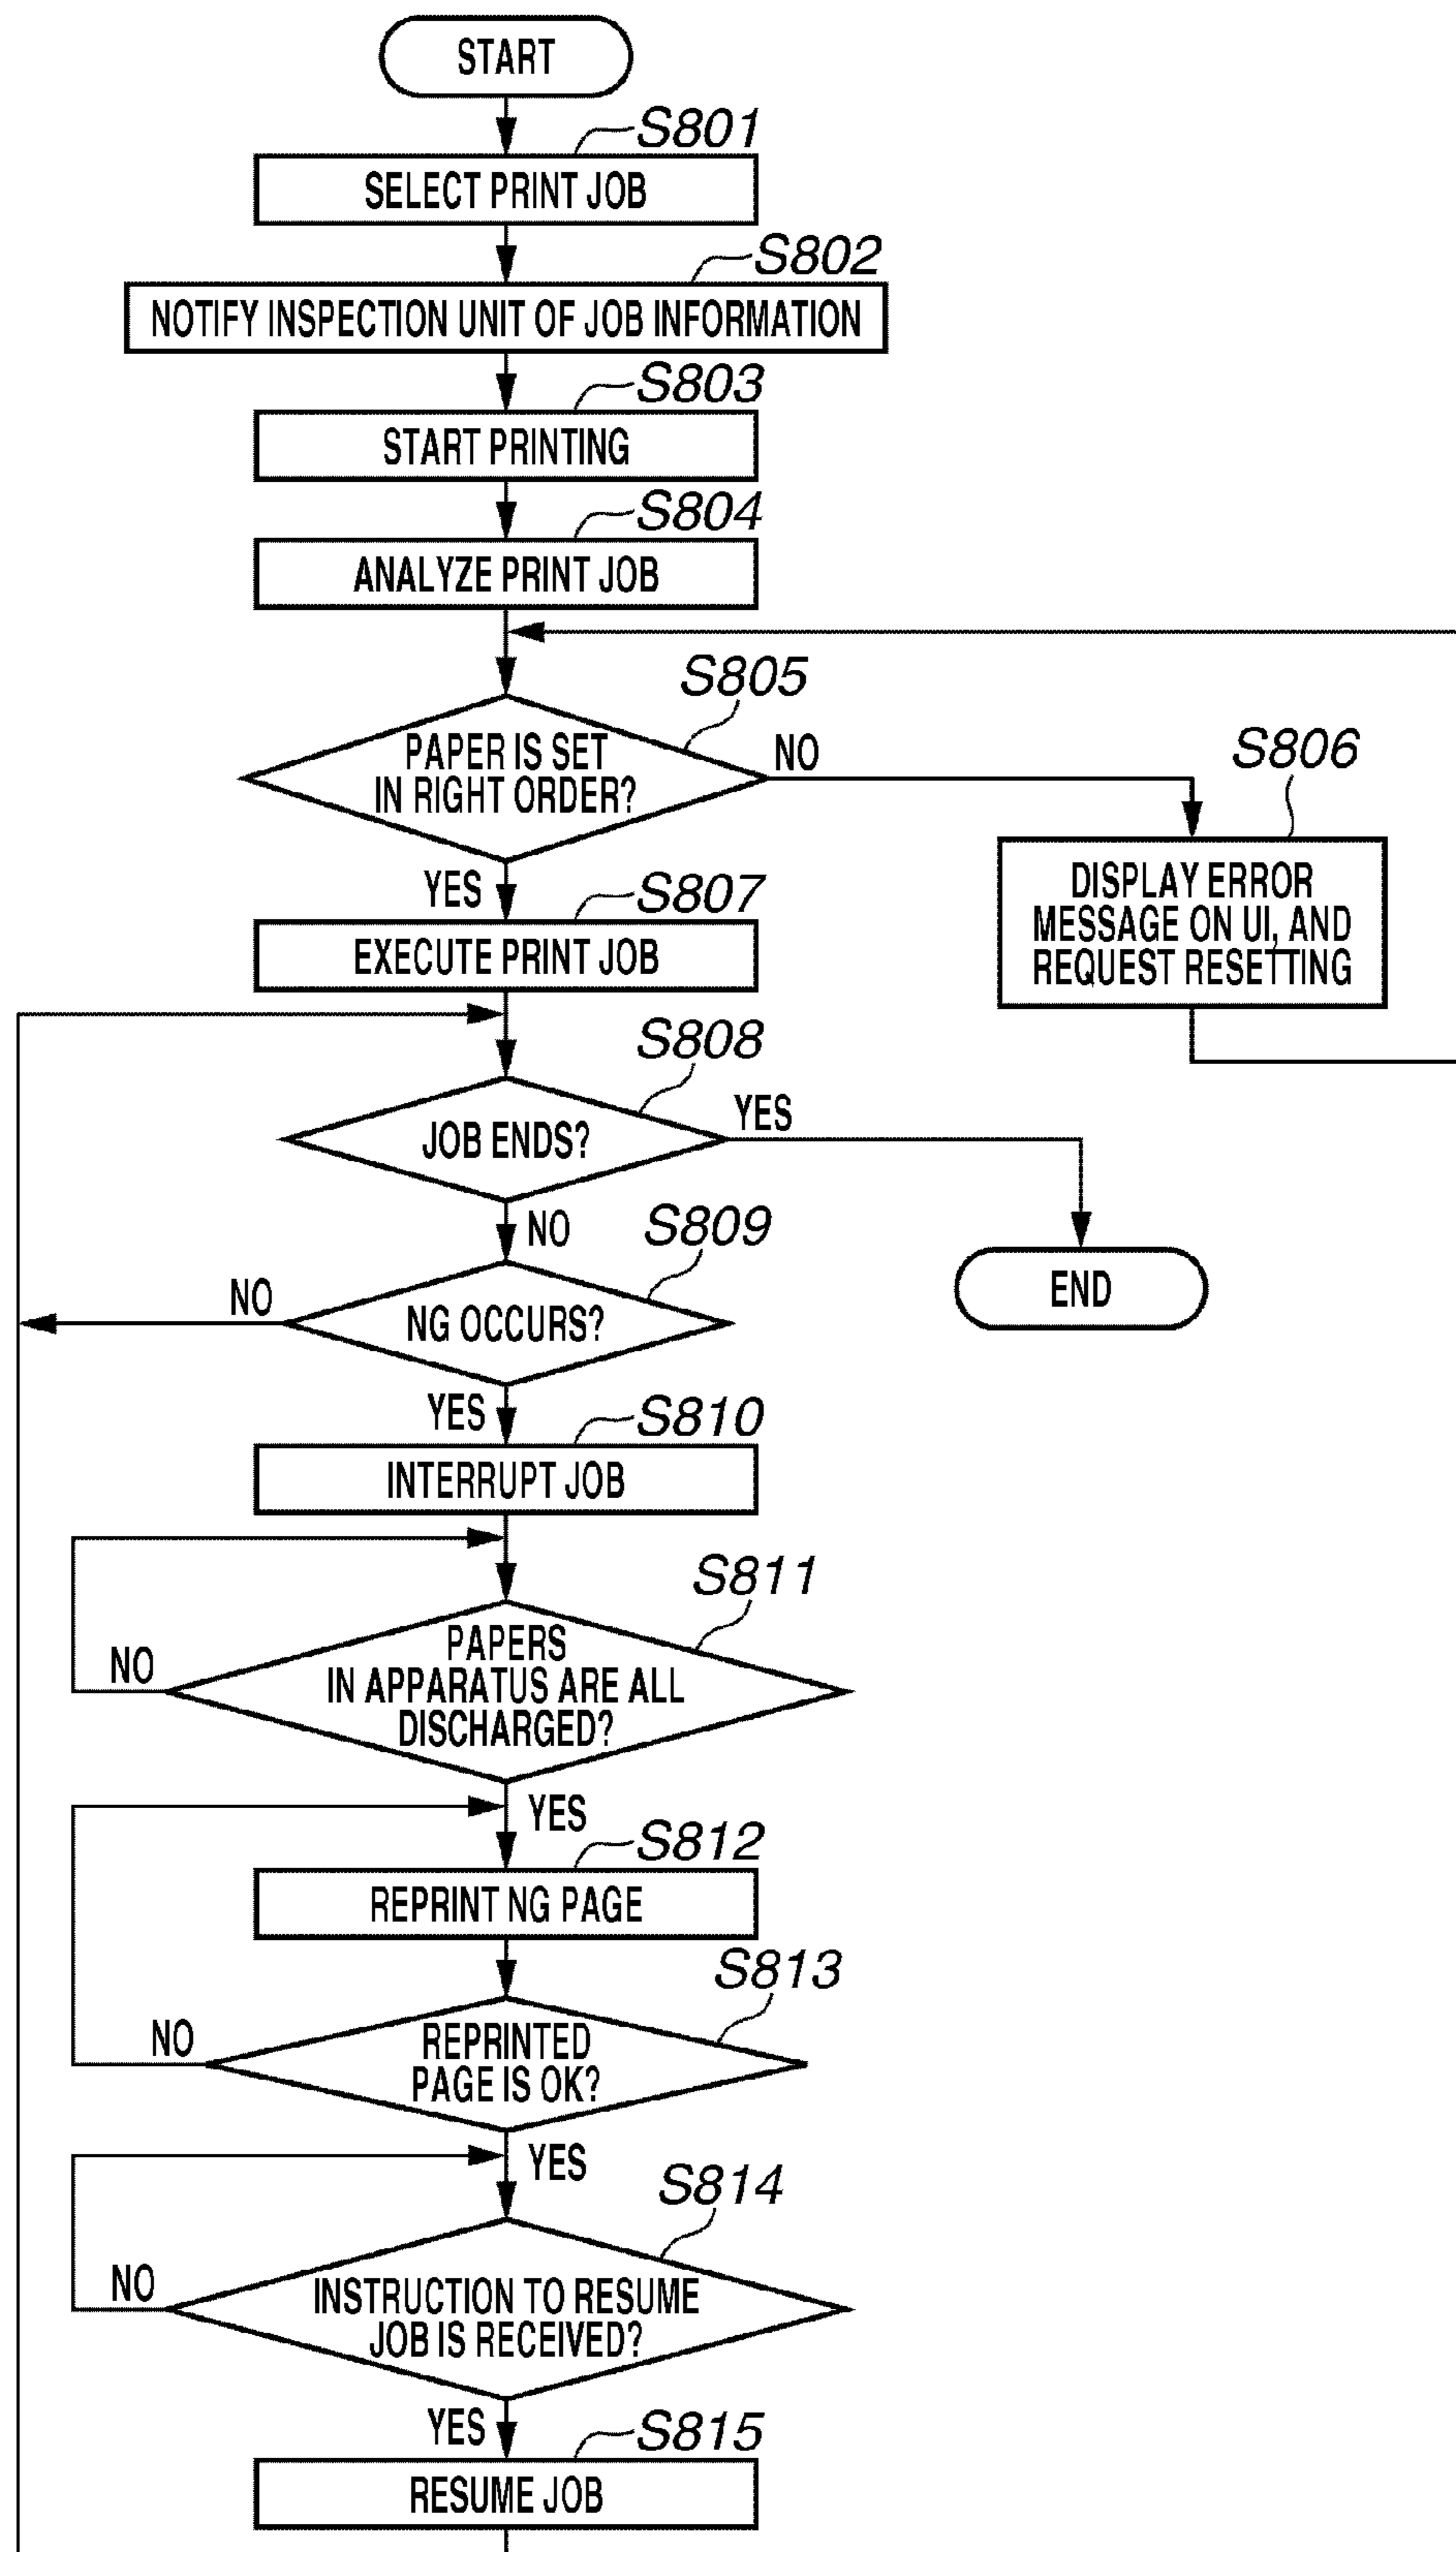 START
S801
SELECT PRINT JOB
S802
NOTIFY INSPECTION UNIT OF JOB INFORMATION
S803
START PRINTING
S804
ANALYZE PRINT JOB
S805
PAPER IS SET
IN RIGHT ORDER?
NO
S806
DISPLAY ERROR
MESSAGE ON UI, AND
REQUEST RESETTING
YES
S807
EXECUTE PRINT JOB
S808
JOB ENDS?
YES
END
NO
S809
NG OCCURS?
NO
YES
S810
INTERRUPT JOB
S811
PAPERS
IN APPARATUS ARE ALL
DISCHARGED?
NO
YES
S812
REPRINT NG PAGE
S813
REPRINTED
PAGE IS OK?
NO
YES
S814
INSTRUCTION TO RESUME
JOB IS RECEIVED?
NO
YES
S815
RESUME JOB